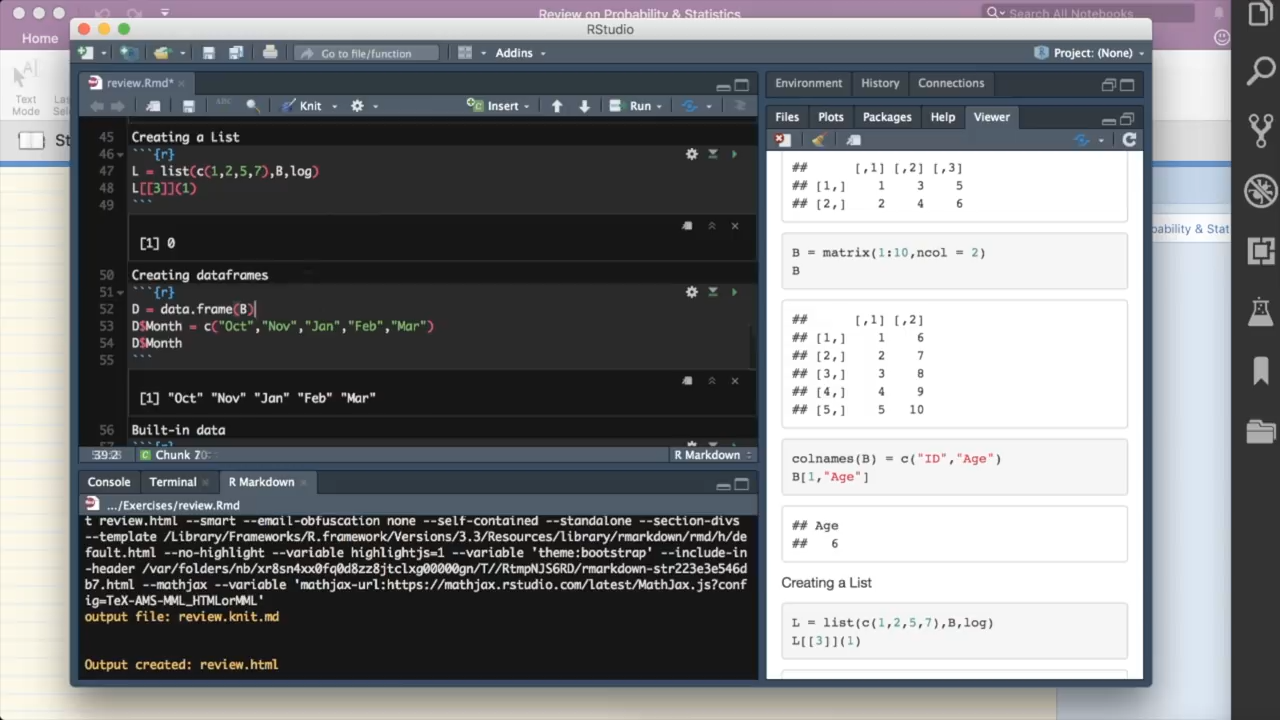 Review on Probability & Statistics
Search All Notebooks
Home
RStudio
Go to file/function
Addins
Project: (None)
Text
Mode
review.Rmd*
Environment
History
Connections
ABC
Knit
Insert
Run
Files
Plots
Packages
Help
Viewer
45 Creating a List
46 ```{r}
47 L = list(c(1,2,5,7),B,log)
48 L[[3]](1)
49 ```
[1] 0
50 Creating dataframes
51 ```{r}
52 D = data.frame(B)
53 D$Month = c("Oct","Nov","Jan","Feb","Mar")
54 D$Month
55 ```
[1] "Oct" "Nov" "Jan" "Feb" "Mar"
56 Built-in data
39:2
Chunk 7
R Markdown
## [,1] [,2] [,3]
## [1,] 1 3 5
## [2,] 2 4 6
B = matrix(1:10,ncol = 2)
B
## [,1] [,2]
## [1,] 1 6
## [2,] 2 7
## [3,] 3 8
## [4,] 4 9
## [5,] 5 10
colnames(B) = c("ID","Age")
B[1,"Age"]
## Age
## 6
Creating a List
L = list(c(1,2,5,7),B,log)
L[[3]](1)
Console
Terminal
R Markdown
.../Exercises/review.Rmd
t review.html --smart --email-obfuscation none --self-contained --standalone --section-divs
--template /Library/Frameworks/R.framework/Versions/3.3/Resources/library/rmarkdown/rmd/h/de
fault.html --no-highlight --variable highlightjs=1 --variable 'theme:bootstrap' --include-in
-header /var/folders/nb/xr8sn4xx0fq0d8zz8jtclxg00000gn/T//RtmpNJS6RD/rmarkdown-str223e3e546d
b7.html --mathjax --variable 'mathjax-url:https://mathjax.rstudio.com/latest/MathJax.js?conf
ig=TeX-AMS-MML_HTMLorMML'
output file: review.knit.md
Output created: review.html